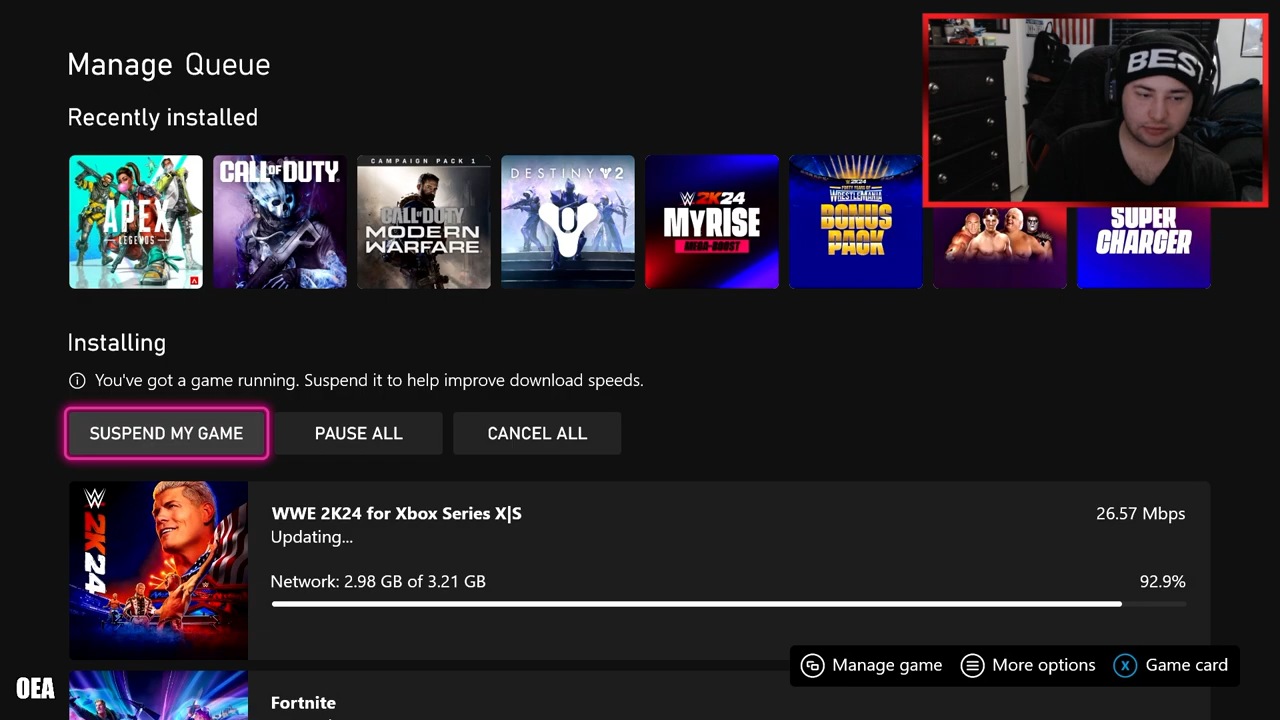 Manage Queue
Recently installed
BEST
APEX
LEGENDS
CALL OF DUTY
CAMPAIGN PACK 1
CALL OF DUTY
MODERN
WARFARE
DESTINY 2
W 2K24
MYRISE
MEGA-BOOST
2K24
FORTY YEARS OF
WRESTLEMANIA
BONUS
PACK
SUPER
CHARGER
Installing
You've got a game running. Suspend it to help improve download speeds.
SUSPEND MY GAME
PAUSE ALL
CANCEL ALL
W
2K24
WWE 2K24 for Xbox Series X|S
26.57 Mbps
Updating...
Network: 2.98 GB of 3.21 GB
92.9%
Manage game
More options
X
Game card
OEA
Fortnite